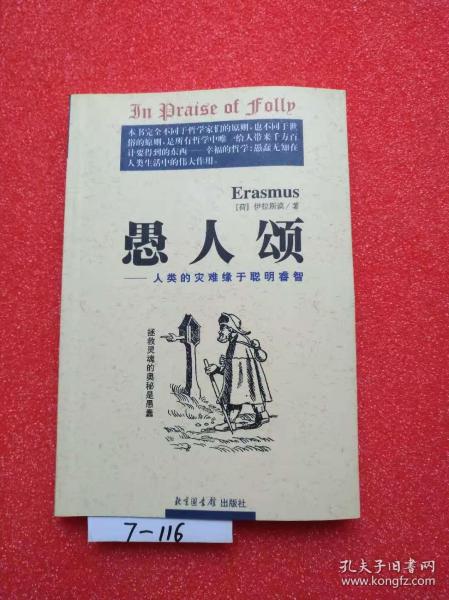 In Praise of Folly
本书完全不同于哲学家们的原则,也不同于世
俗的原则,是所有哲学中唯一给人带来千方百
计要得到的东西——幸福的哲学:愚蠢无知在
人类生活中的伟大作用。
Erasmus
[荷] 伊拉斯谟/著
愚人颂
——人类的灾难缘于聪明睿智
拯救灵魂的奥秘是愚蠢
北京图书馆出版社
7-116
孔夫子旧书网
www.kongfz.com